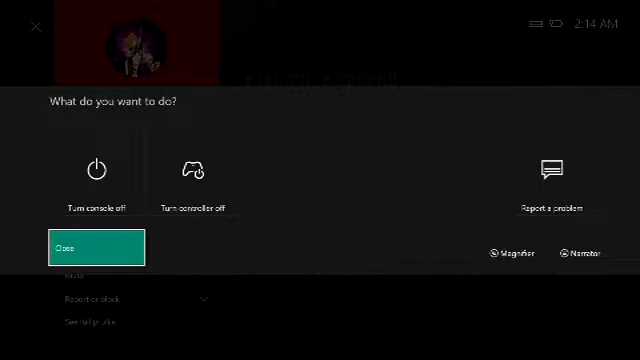 2:14 AM
What do you want to do?
Turn console off
Turn controller off
Report a problem
Close
Magnifier
Narrator
Mute
Report or block
See full profile